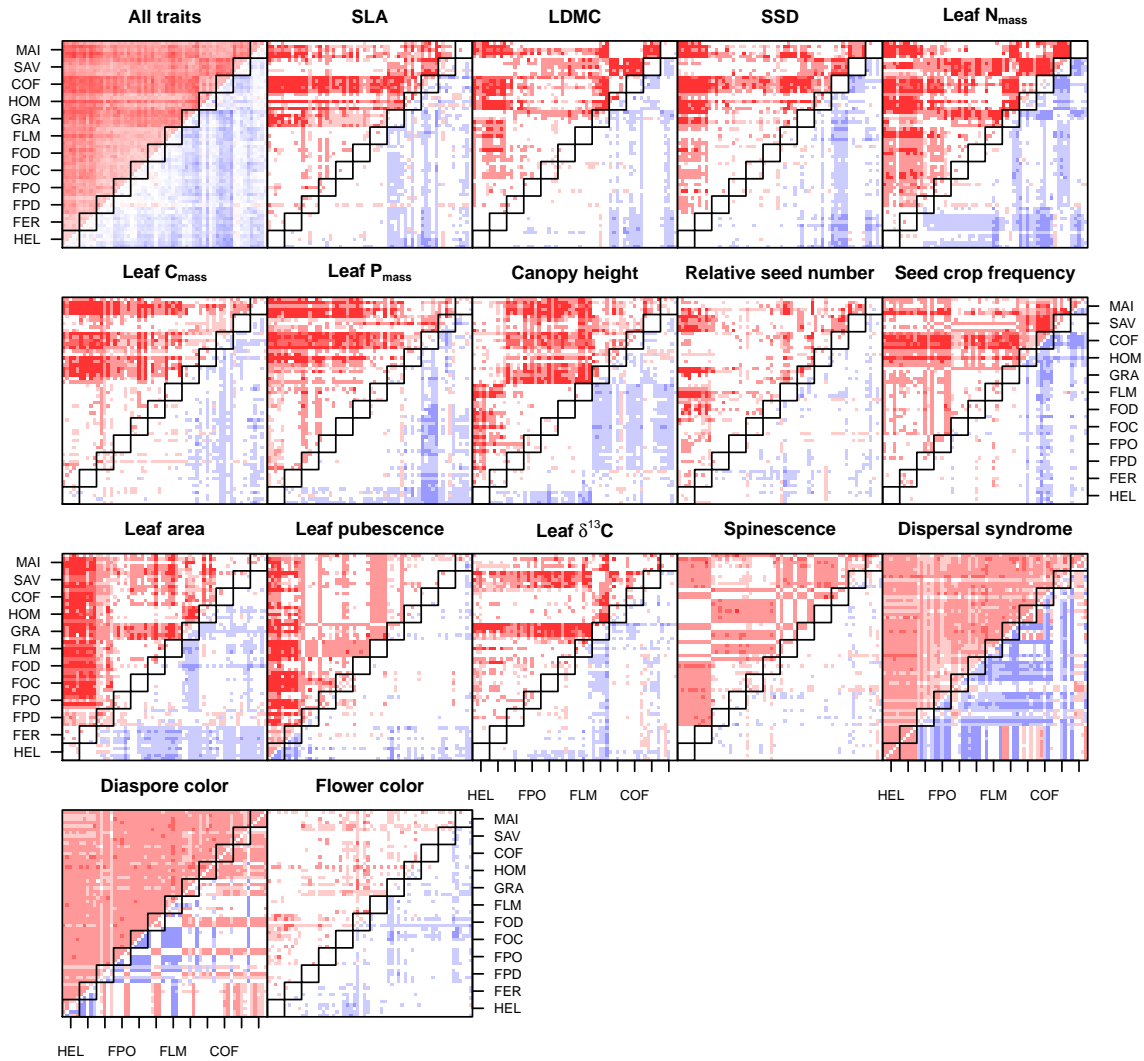 All traits SLA LDMC SSD Leaf Nmass
MAI
SAV
COF
HOM
GRA
FLM
FOD
FOC
FPO
FPD
FER
HEL
Leaf Cmass Leaf Pmass Canopy height Relative seed number Seed crop frequency
MAI
SAV
COF
HOM
GRA
FLM
FOD
FOC
FPO
FPD
FER
HEL
Leaf area Leaf pubescence Leaf δ13C Spinescence Dispersal syndrome
MAI
SAV
COF
HOM
GRA
FLM
FOD
FOC
FPO
FPD
FER
HEL
HEL FPO FLM COF HEL FPO FLM COF
Diaspore color Flower color
MAI
SAV
COF
HOM
GRA
FLM
FOD
FOC
FPO
FPD
FER
HEL
HEL FPO FLM COF